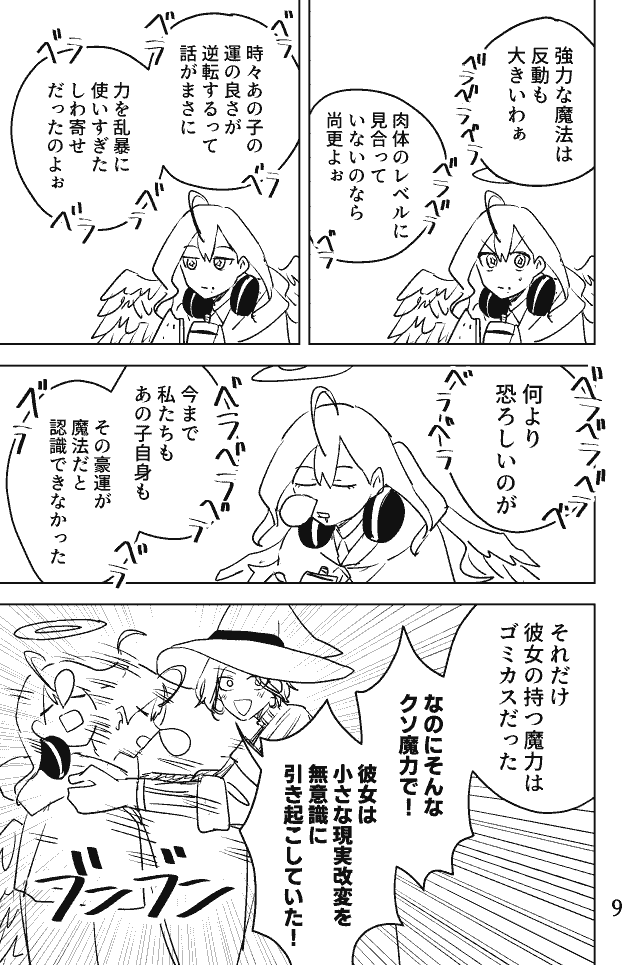 強力な魔法は
反動も
大きいわぁ
肉体のレベルに
見合って
いないのなら
尚更よぉ
ベラ
ベラ
ベラ
ベラ
時々あの子の
運の良さが
逆転するって
話がまさに
力を乱暴に
使いすぎた
しわ寄せ
だったのよぉ
ベラ
ベラ
ベラ
ベラ
ベラ
何より
恐ろしいのが
ベラ
ベラ
ベラ
ベラ
今まで
私たちも
あの子自身も
その豪運が
魔法だと
認識できなかった
ベラ
ベラ
ベラ
ベラ
ベラ
それだけ
彼女の持つ魔力は
ゴミカスだった
なのにそんな
クソ魔力で!
彼女は
小さな現実改変を
無意識に
引き起こしていた!
ブンブン
9